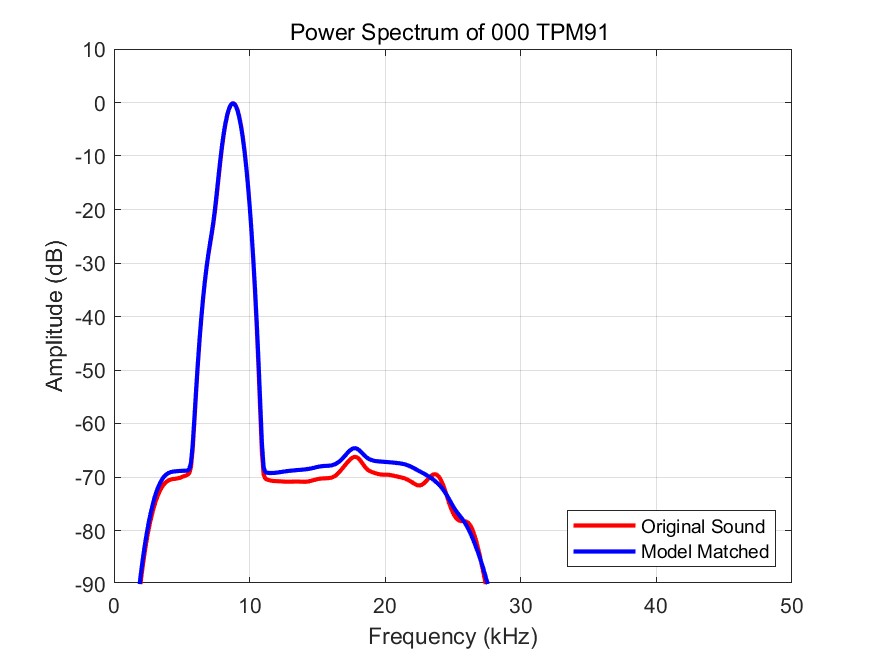 Power Spectrum of 000 TPM91
10
0
-10
-20
-30
-40
-50
-60
-70
-80
-90
Amplitude (dB)
Original Sound
Model Matched
0 10 20 30 40 50
Frequency (kHz)